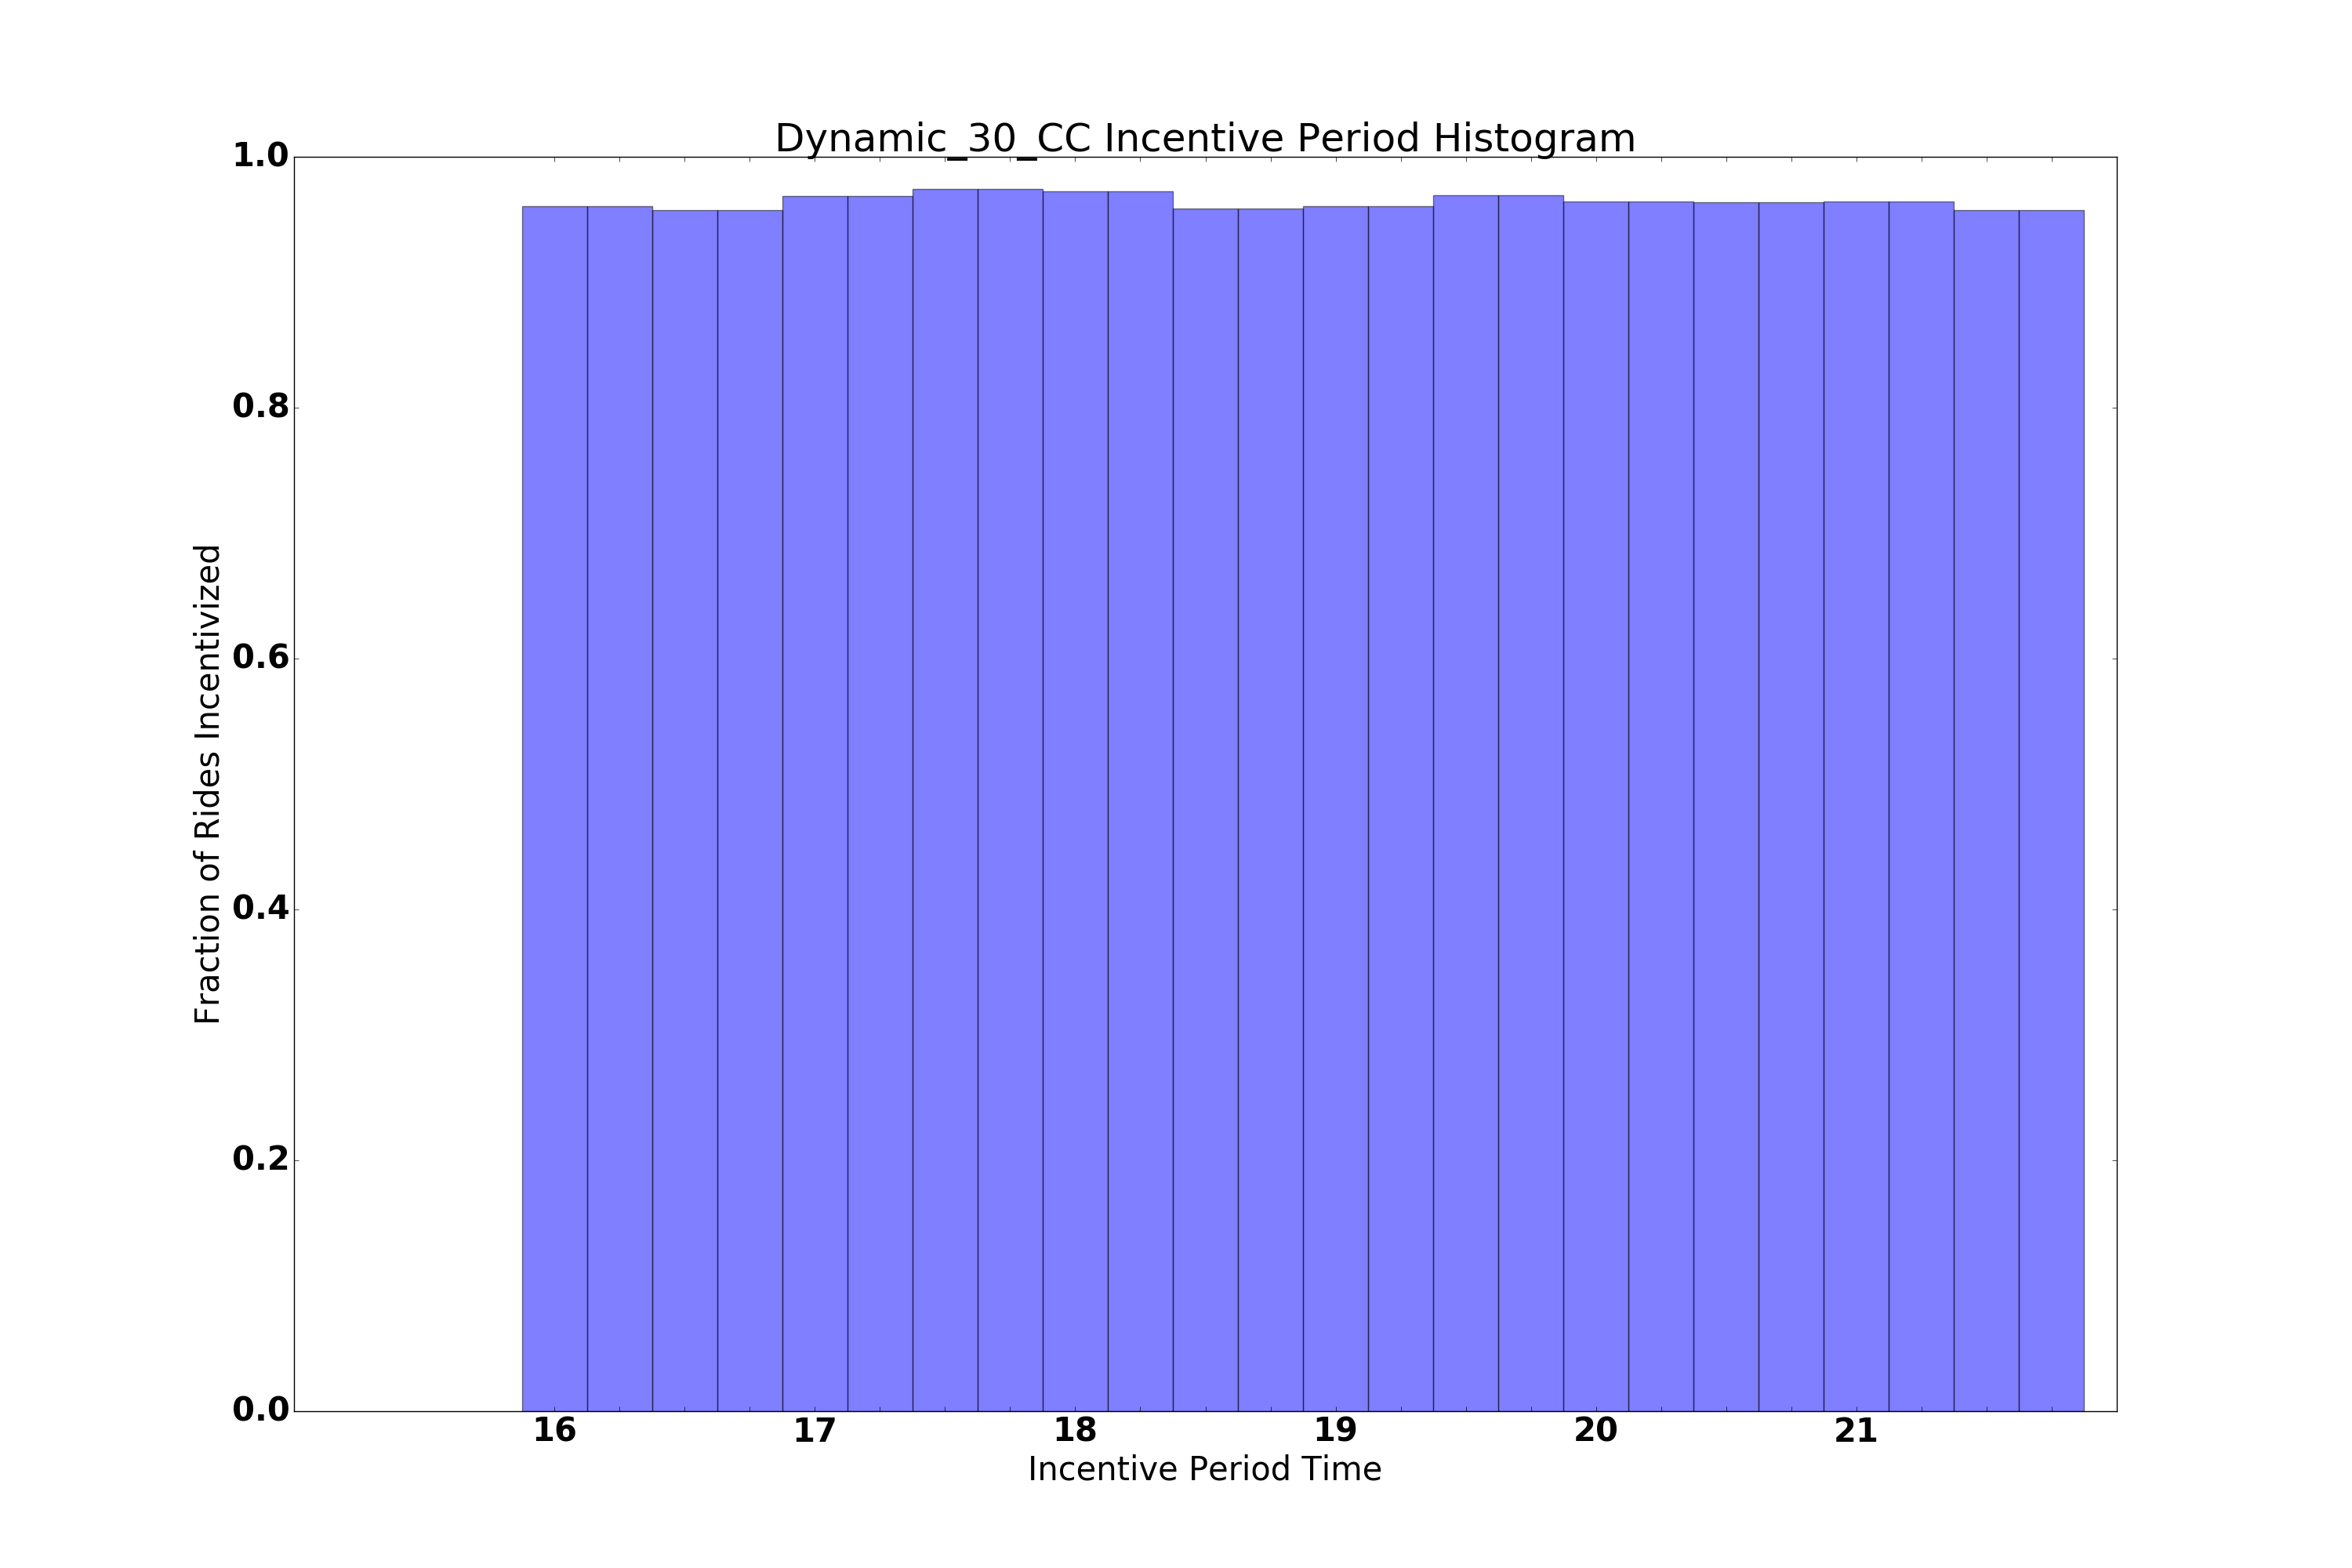 Dynamic_30_CC Incentive Period Histogram
1.0
0.8
0.6
0.4
0.2
0.0
Fraction of Rides Incentivized
16 17 18 19 20 21
Incentive Period Time